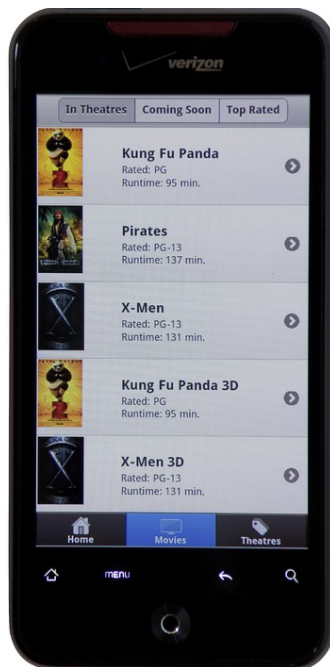 verizon
In Theatres Coming Soon Top Rated
Kung Fu Panda
Rated: PG
Runtime: 95 min.
2
Pirates
Rated: PG-13
Runtime: 137 min.
X-Men
Rated: PG-13
Runtime: 131 min.
Kung Fu Panda 3D
Rated: PG
Runtime: 95 min.
2
X-Men 3D
Rated: PG-13
Runtime: 131 min.
Home Movies Theatres
MENU